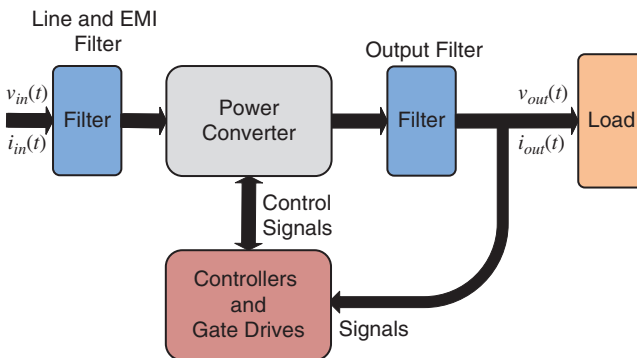 Line and EMI
Filter
Output Filter
v_in(t)
i_in(t)
Filter
Power
Converter
Filter
v_out(t)
i_out(t)
Load
Control
Signals
Controllers
and
Gate Drives
Signals